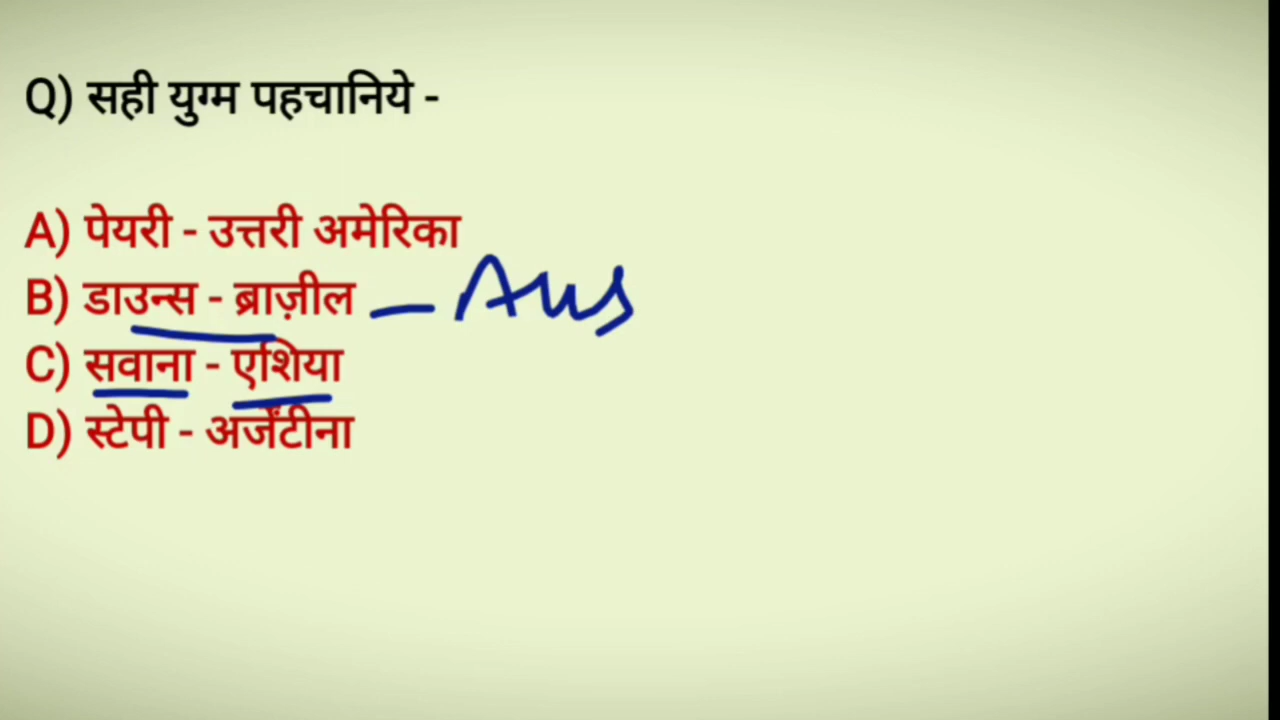 Q) सही युग्म पहचानिये -
A) पेयरी - उत्तरी अमेरिका
B) डाउन्स - ब्राज़ील - Aus
C) सवाना - एशिया
D) स्टेपी - अर्जेंटीना